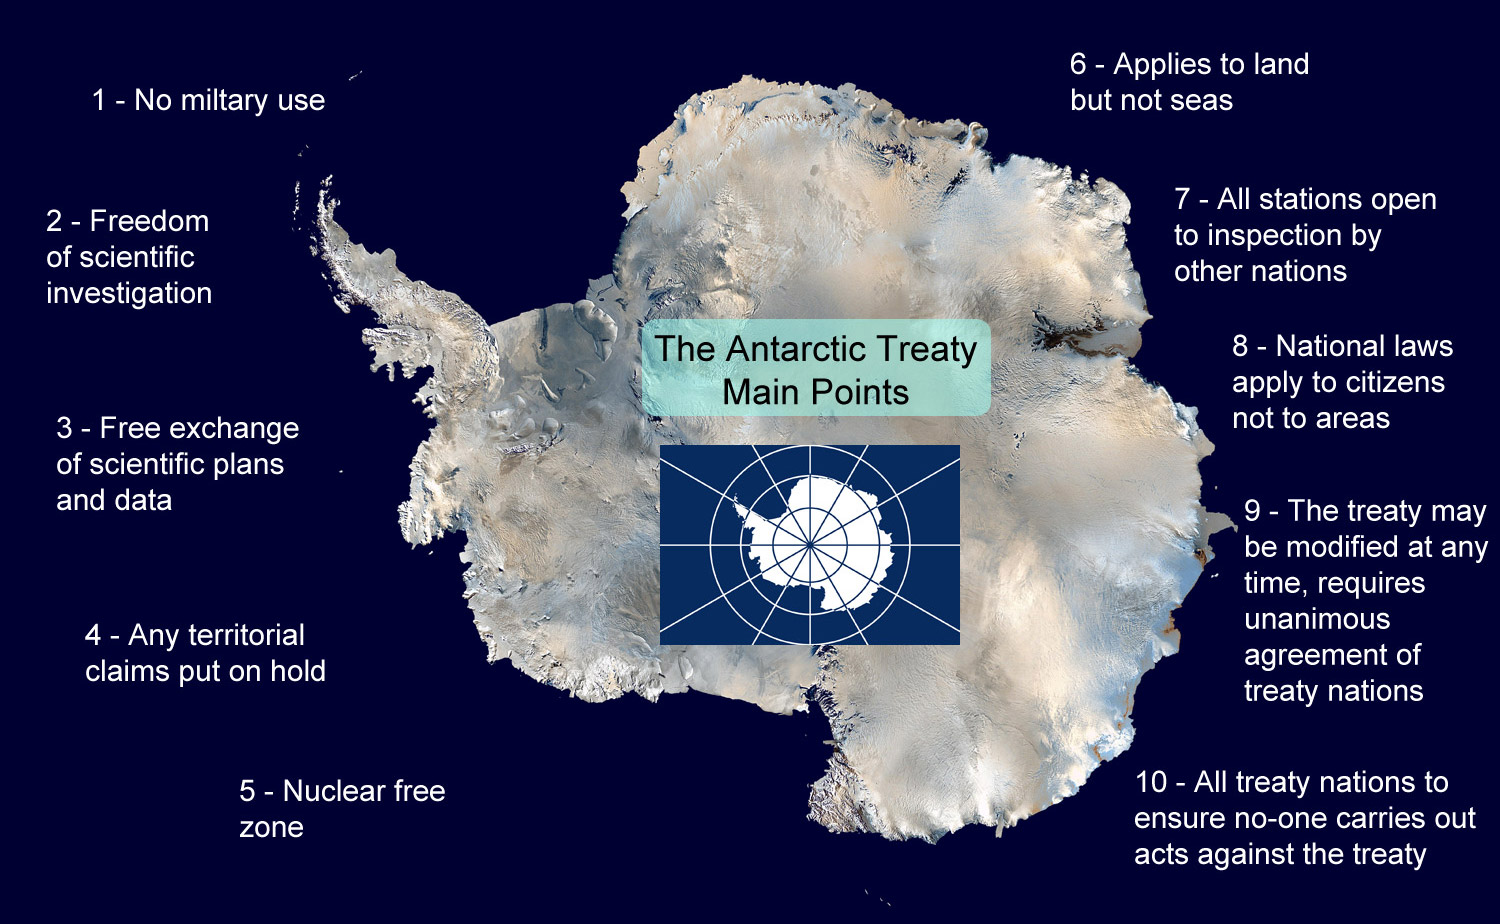 The Antarctic Treaty
Main Points
1 - No miltary use
2 - Freedom
of scientific
investigation
3 - Free exchange
of scientific plans
and data
4 - Any territorial
claims put on hold
5 - Nuclear free
zone
6 - Applies to land
but not seas
7 - All stations open
to inspection by
other nations
8 - National laws
apply to citizens
not to areas
9 - The treaty may
be modified at any
time, requires
unanimous
agreement of
treaty nations
10 - All treaty nations to
ensure no-one carries out
acts against the treaty